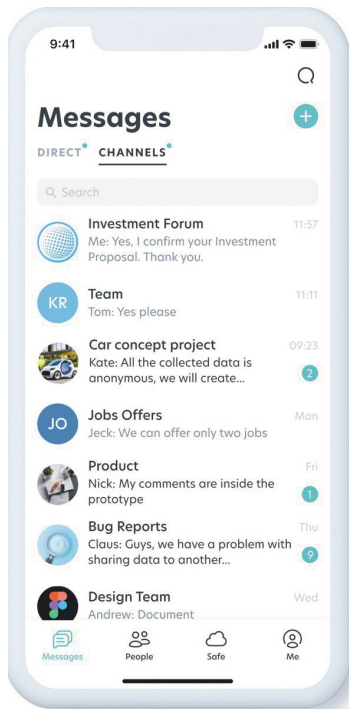 9:41
Messages
DIRECT CHANNELS
Search
Investment Forum 11:57
Me: Yes, I confirm your Investment
Proposal. Thank you.
KR
Team 11:11
Tom: Yes please
Car concept project 09:23
Kate: All the collected data is
anonymous, we will create... 2
JO
Jobs Offers Mon
Jeck: We can offer only two jobs
Product Fri
Nick: My comments are inside the
prototype 1
Bug Reports Thu
Claus: Guys, we have a problem with
sharing data to another... 9
Design Team Wed
Andrew: Document
Messages People Safe Me